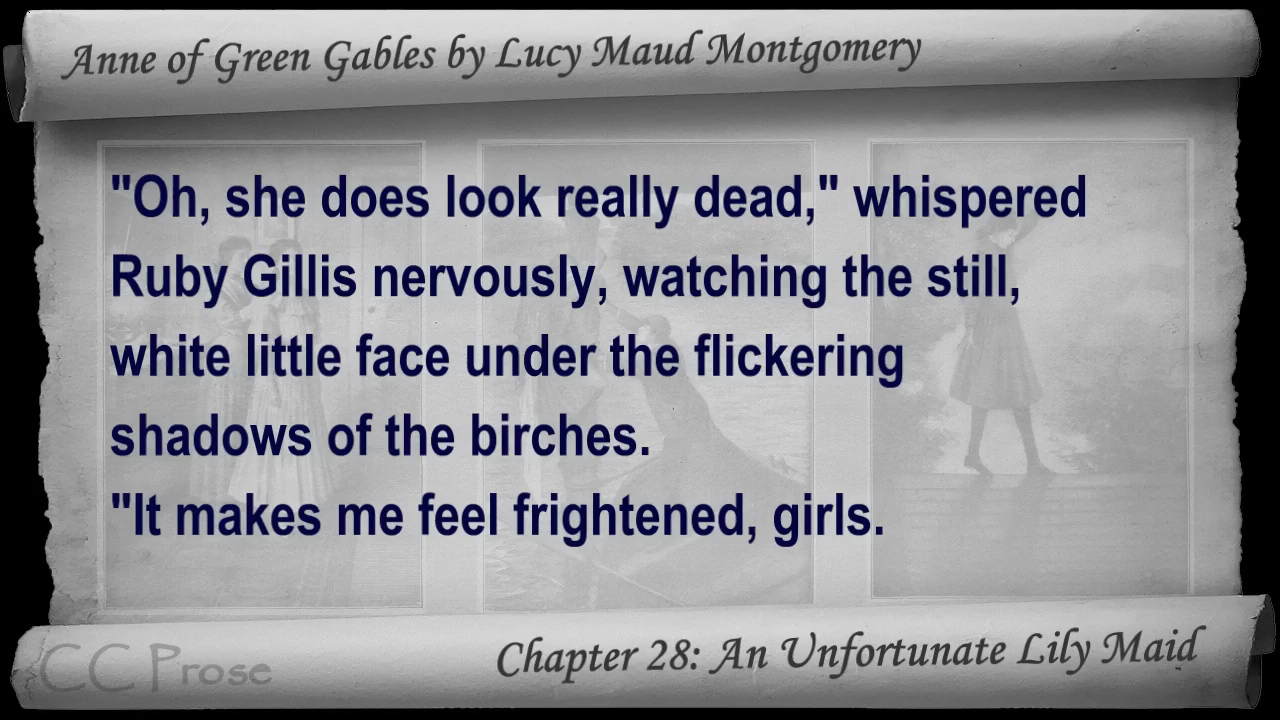 Anne of Green Gables by Lucy Maud Montgomery
"Oh, she does look really dead," whispered
Ruby Gillis nervously, watching the still,
white little face under the flickering
shadows of the birches.
"It makes me feel frightened, girls.
CC Prose
Chapter 28: An Unfortunate Lily Maid